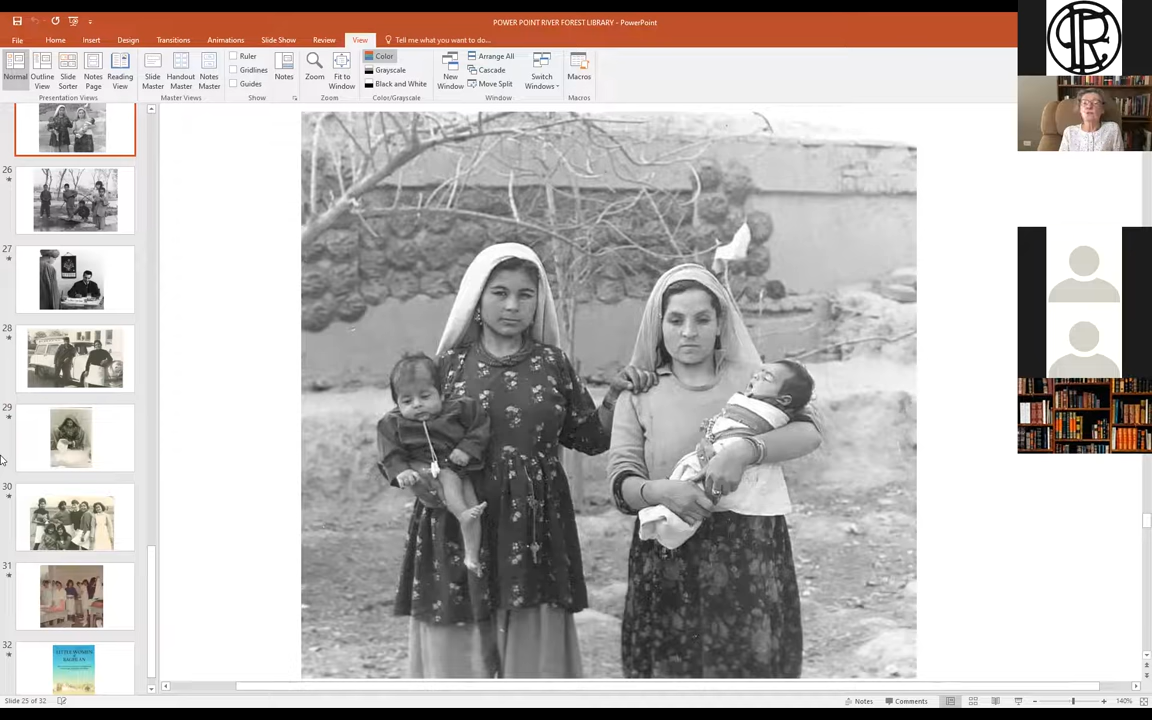 POWER POINT RIVER FOREST LIBRARY - PowerPoint
File Home Insert Design Transitions Animations Slide Show Review View Tell me what you want to do...
Normal Outline View Slide Sorter Notes Page Reading View
Presentation Views
Slide Master Handout Master Notes Master
Master Views
Ruler
Gridlines
Guides
Notes
Show
Zoom Fit to Window
Zoom
Color
Grayscale
Black and White
Color/Grayscale
New Window
Arrange All
Cascade
Move Split
Switch Windows
Window
Macros
Macros
26
27
28
29
30
31
32
LITTLE WOMEN
BAGHLAN
Slide 25 of 32
Notes Comments 140%